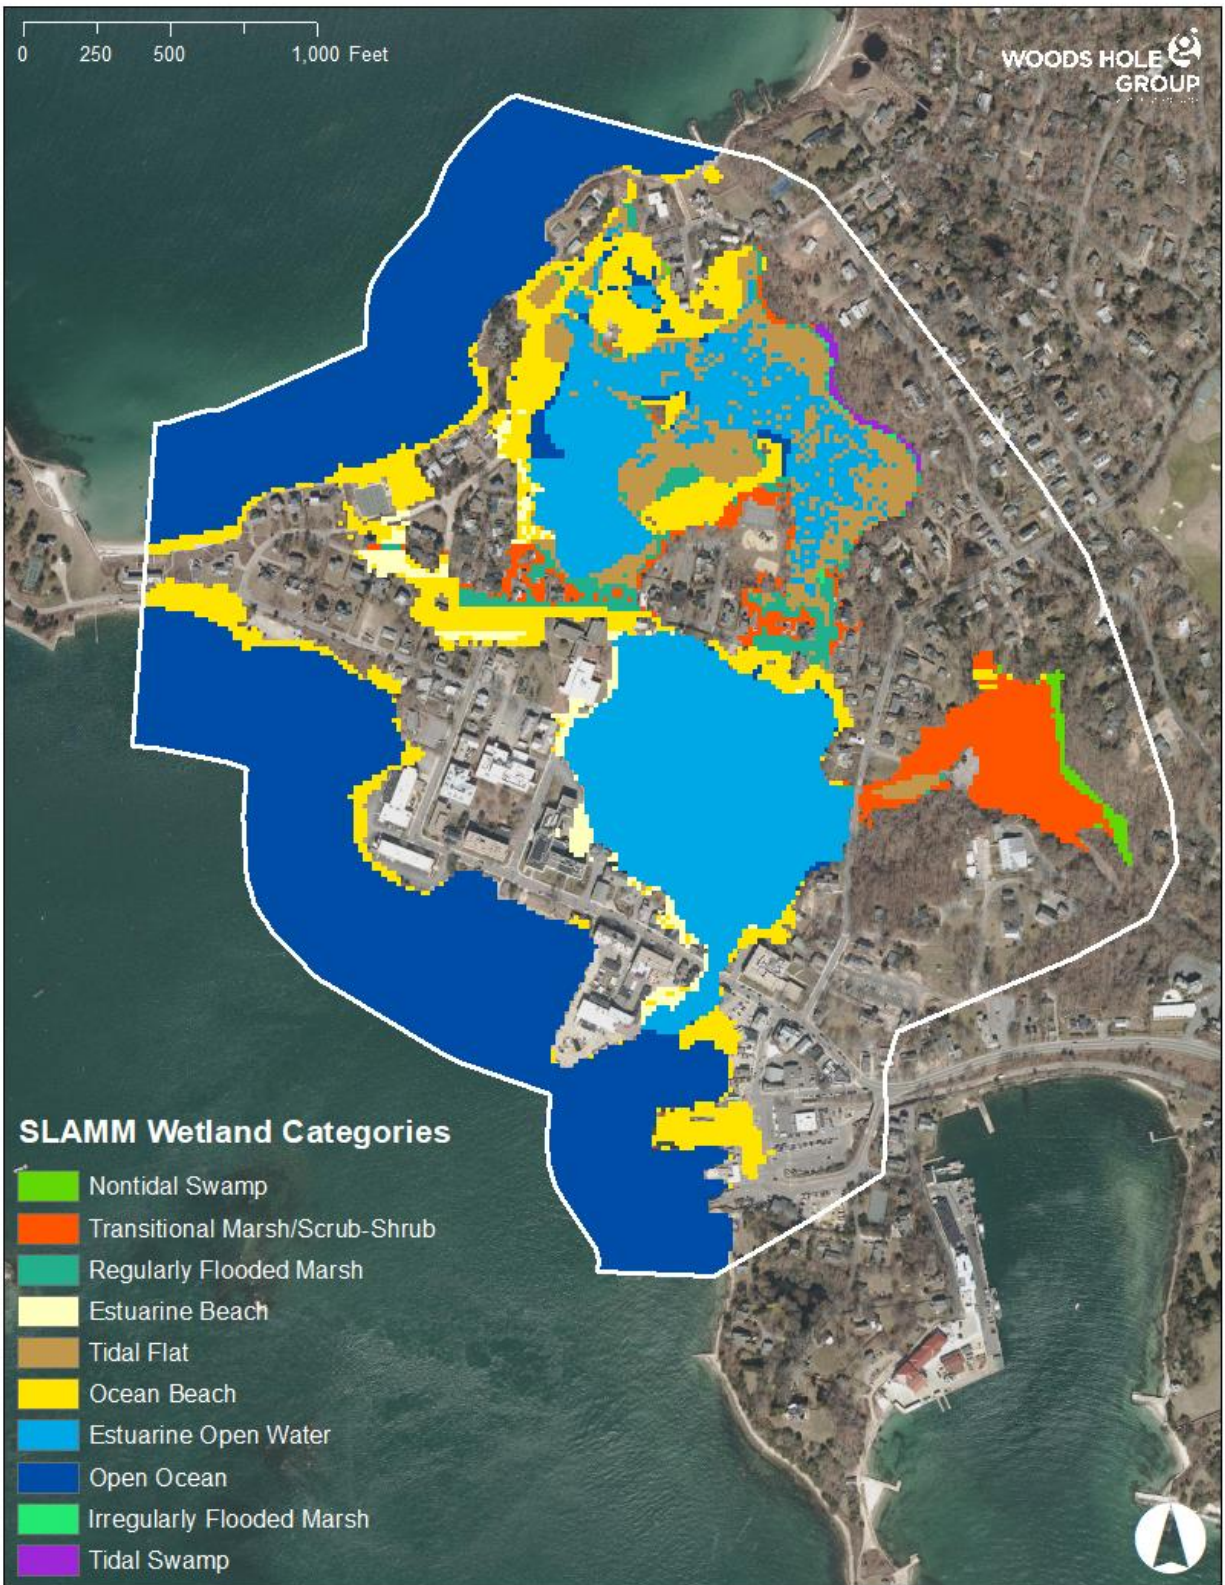 0 250 500 1,000 Feet
WOODS HOLE
GROUP
SLAMM Wetland Categories
Nontidal Swamp
Transitional Marsh/Scrub-Shrub
Regularly Flooded Marsh
Estuarine Beach
Tidal Flat
Ocean Beach
Estuarine Open Water
Open Ocean
Irregularly Flooded Marsh
Tidal Swamp